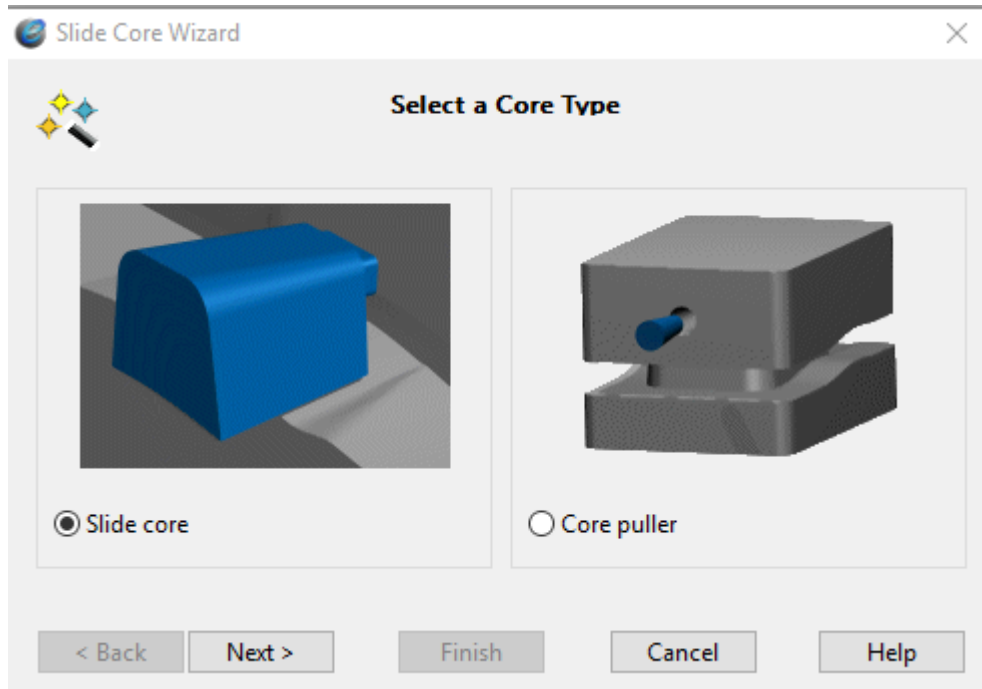 Slide Core Wizard
Select a Core Type
Slide core
Core puller
< Back
Next >
Finish
Cancel
Help